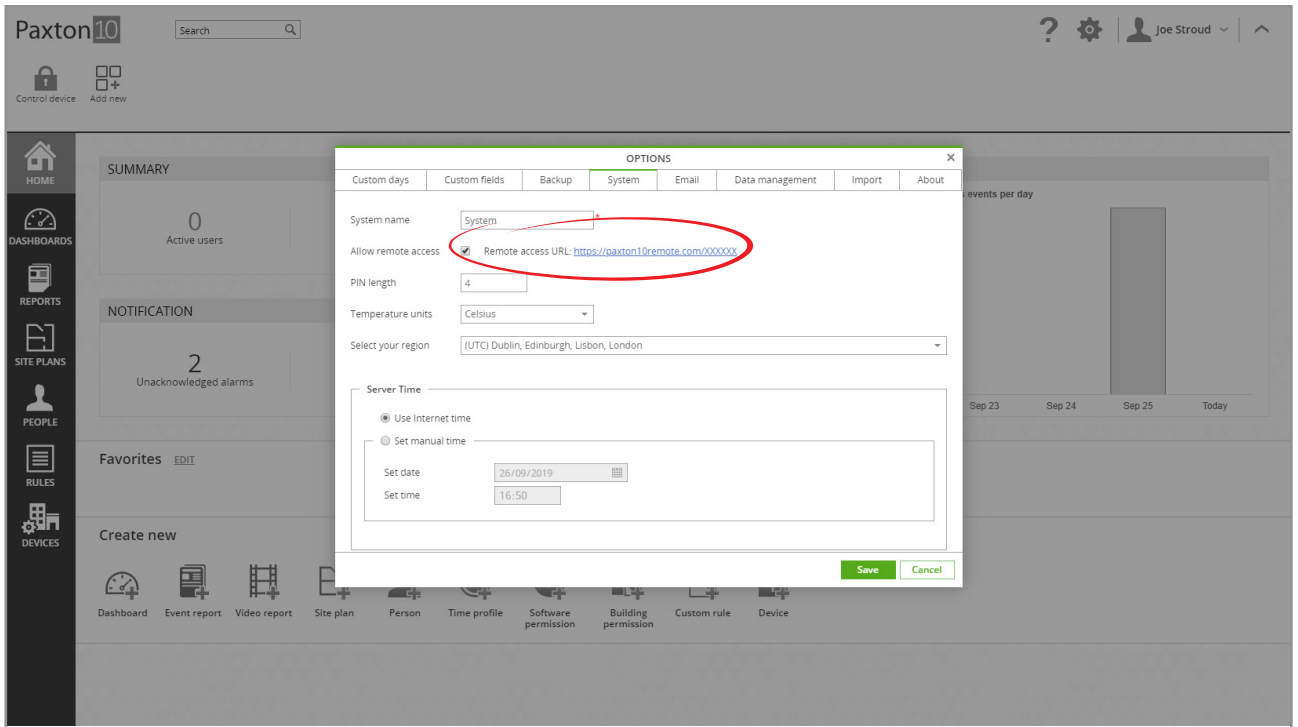 Paxton10
Search
Joe Stroud
Control device
Add new
HOME
DASHBOARDS
REPORTS
SITE PLANS
PEOPLE
RULES
DEVICES
SUMMARY
0
Active users
NOTIFICATION
2
Unacknowledged alarms
events per day
Sep 23 Sep 24 Sep 25 Today
OPTIONS
Custom days Custom fields Backup System Email Data management Import About
System name System *
Allow remote access Remote access URL: https://paxton10remote.com/XXXXXX
PIN length 4
Temperature units Celsius
Select your region (UTC) Dublin, Edinburgh, Lisbon, London
Server Time
Use Internet time
Set manual time
Set date 26/09/2019
Set time 16:50
Save Cancel
Favorites EDIT
Create new
Dashboard Event report Video report Site plan Person Time profile Software permission Building permission Custom rule Device